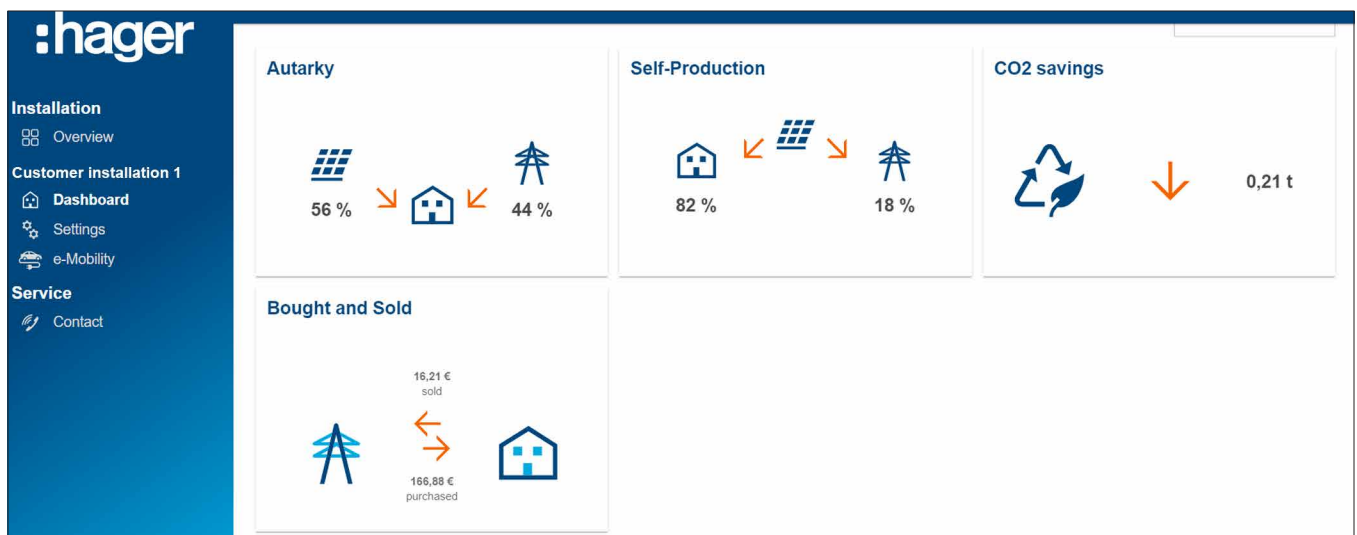 :hager
Installation
Overview
Customer installation 1
Dashboard
Settings
e-Mobility
Service
Contact
Autarky
56 %
44 %
Self-Production
82 %
18 %
CO2 savings
0,21 t
Bought and Sold
16,21 €
sold
166,88 €
purchased